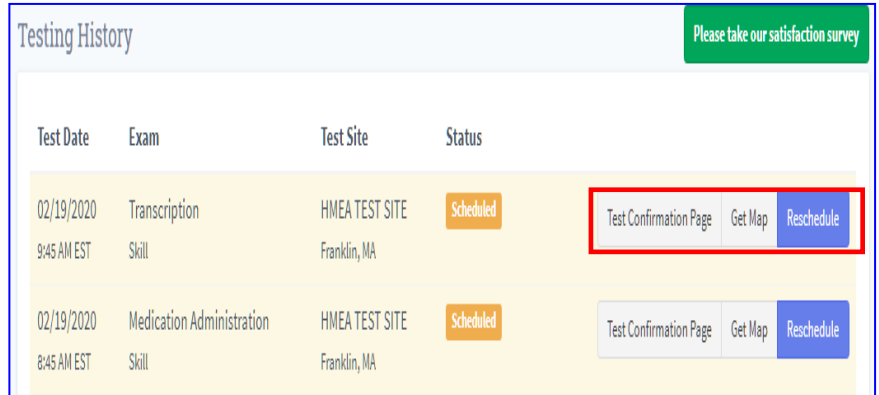 Testing History
Please take our satisfaction survey
Test Date Exam Test Site Status
02/19/2020 Transcription HMEA TEST SITE Scheduled Test Confirmation Page Get Map Reschedule
9:45 AM EST Skill Franklin, MA
02/19/2020 Medication Administration HMEA TEST SITE Scheduled Test Confirmation Page Get Map Reschedule
8:45 AM EST Skill Franklin, MA